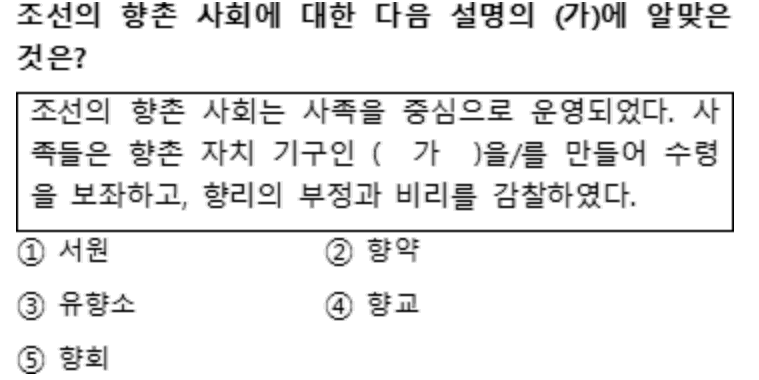 조선의 향촌 사회에 대한 다음 설명의 (가)에 알맞은
것은?
조선의 향촌 사회는 사족을 중심으로 운영되었다. 사
족들은 향촌 자치 기구인 ( 가 )을/를 만들어 수령
을 보좌하고, 향리의 부정과 비리를 감찰하였다.
① 서원 ② 향약
③ 유향소 ④ 향교
⑤ 향회